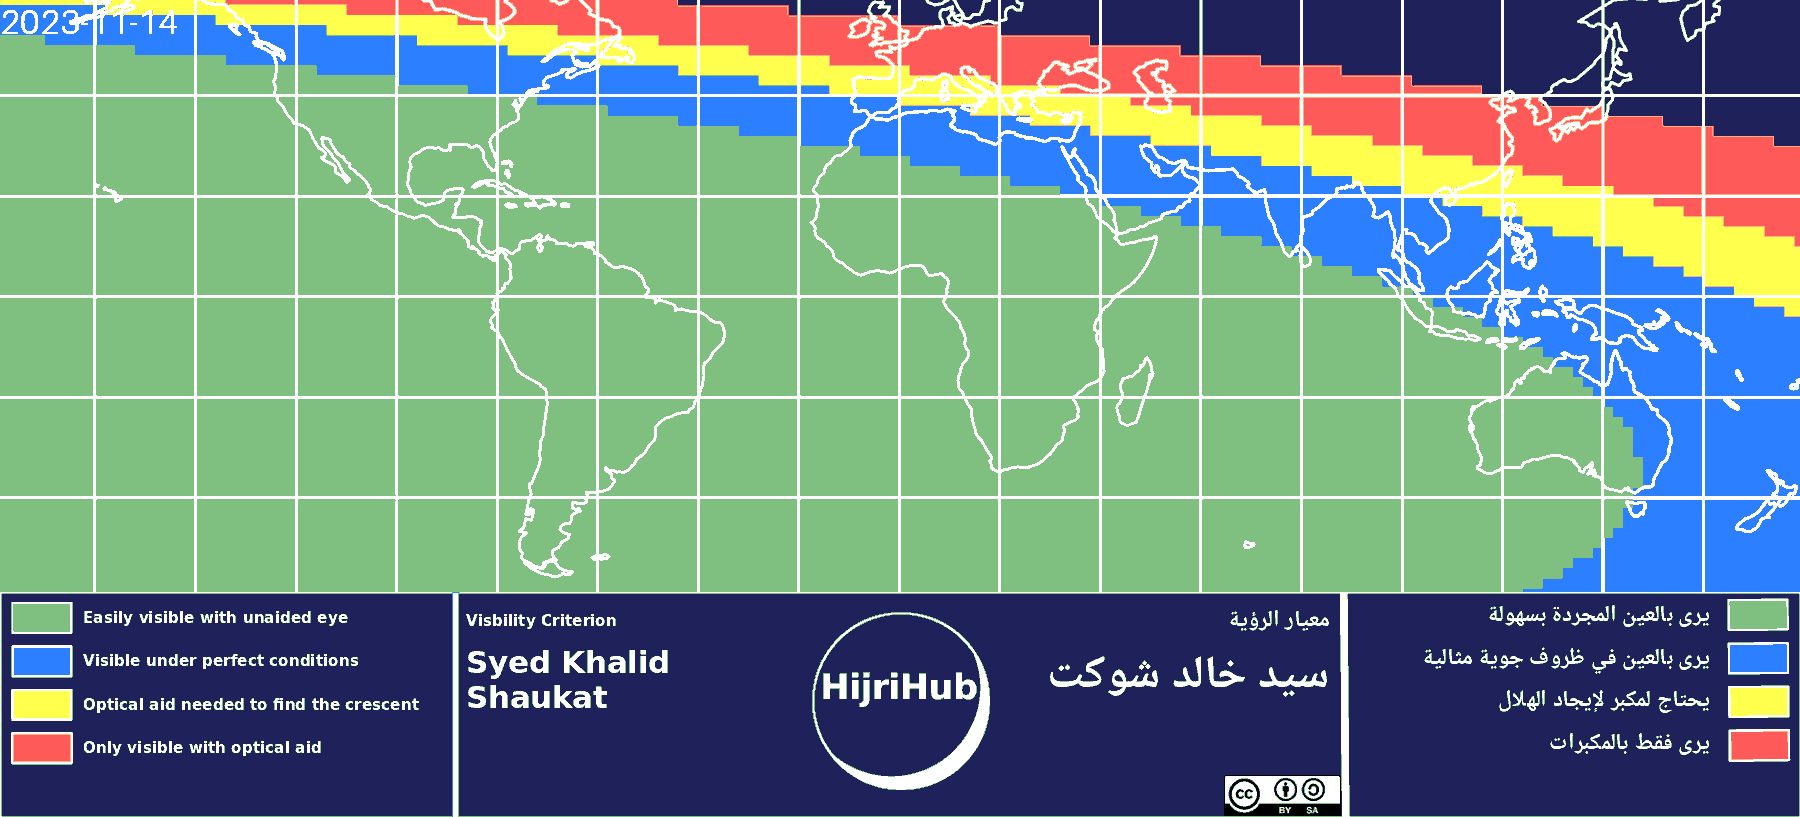 2023-11-14
Easily visible with unaided eye
Visible under perfect conditions
Optical aid needed to find the crescent
Only visible with optical aid
Visbility Criterion
Syed Khalid
Shaukat
HijriHub
معيار الرؤية
سيد خالد شوكت
cc
BY SA
يرى بالعين المجردة بسهولة
يرى بالعين في ظروف جوية مثالية
يحتاج لمكبر لإيجاد الهلال
يرى فقط بالمكبرات